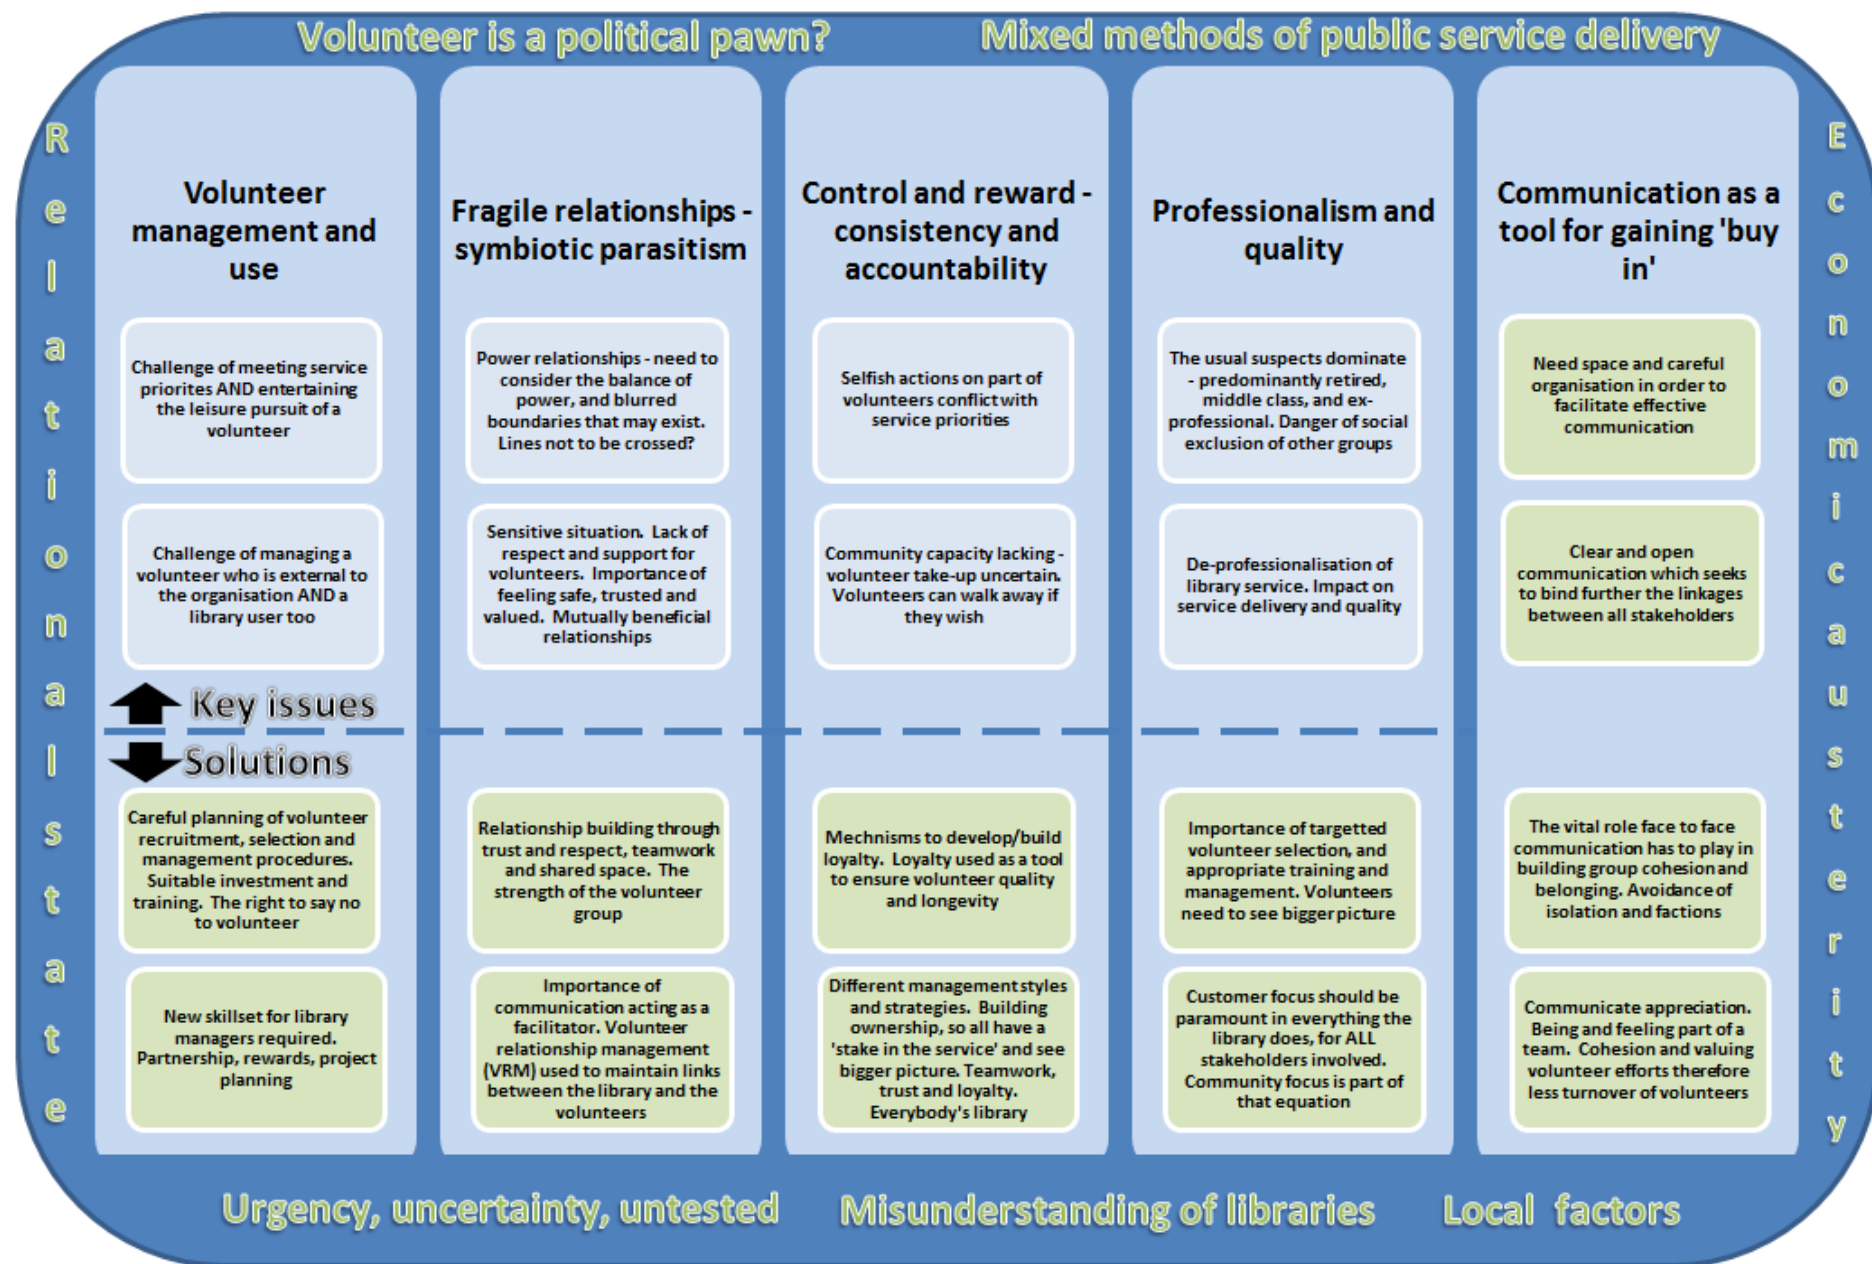 Volunteer is a political pawn?
Mixed methods of public service delivery
Relational state
Economic austerity
Volunteer
management and
use
Challenge of meeting service
priorites AND entertaining
the leisure pursuit of a
volunteer
Challenge of managing a
volunteer who is external to
the organisation AND a
library user too
Key issues
Solutions
Careful planning of volunteer
recruitment, selection and
management procedures.
Suitable investment and
training. The right to say no
to volunteer
New skillset for library
managers required.
Partnership, rewards, project
planning
Fragile relationships -
symbiotic parasitism
Power relationships - need to
consider the balance of
power, and blurred
boundaries that may exist.
Lines not to be crossed?
Sensitive situation. Lack of
respect and support for
volunteers. Importance of
feeling safe, trusted and
valued. Mutually beneficial
relationships
Relationship building through
trust and respect, teamwork
and shared space. The
strength of the volunteer
group
Importance of
communication acting as a
facilitator. Volunteer
relationship management
(VRM) used to maintain links
between the library and the
volunteers
Control and reward -
consistency and
accountability
Selfish actions on part of
volunteers conflict with
service priorities
Community capacity lacking -
volunteer take-up uncertain.
Volunteers can walk away if
they wish
Mechnisms to develop/build
loyalty. Loyalty used as a tool
to ensure volunteer quality
and longevity
Different management styles
and strategies. Building
ownership, so all have a
'stake in the service' and see
bigger picture. Teamwork,
trust and loyalty.
Everybody's library
Professionalism and
quality
The usual suspects dominate
- predominantly retired,
middle class, and ex-
professional. Danger of social
exclusion of other groups
De-professionalisation of
library service. Impact on
service delivery and quality
Importance of targetted
volunteer selection, and
appropriate training and
management. Volunteers
need to see bigger picture
Customer focus should be
paramount in everything the
library does, for ALL
stakeholders involved.
Community focus is part of
that equation
Communication as a
tool for gaining 'buy
in'
Need space and careful
organisation in order to
facilitate effective
communication
Clear and open
communication which seeks
to bind further the linkages
between all stakeholders
The vital role face to face
communication has to play in
building group cohesion and
belonging. Avoidance of
isolation and factions
Communicate appreciation.
Being and feeling part of a
team. Cohesion and valuing
volunteer efforts therefore
less turnover of volunteers
Urgency, uncertainty, untested
Misunderstanding of libraries
Local factors